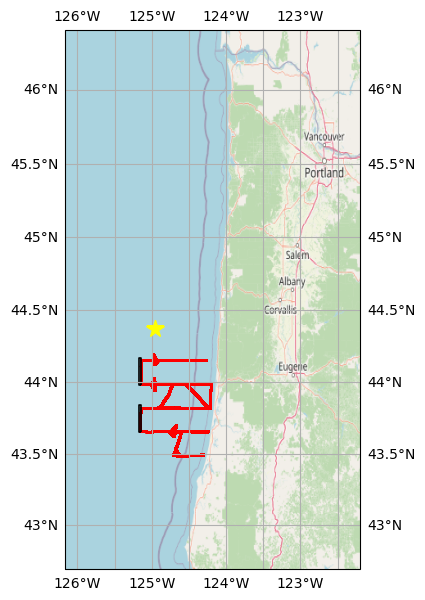 126°W 125°W 124°W 123°W
46°N 46°N
Vancouver
45.5°N Portland 45.5°N
45°N 45°N
Salem
Albany
44.5°N Corvallis 44.5°N
Eugene
44°N 44°N
43.5°N 43.5°N
43°N 43°N
126°W 125°W 124°W 123°W